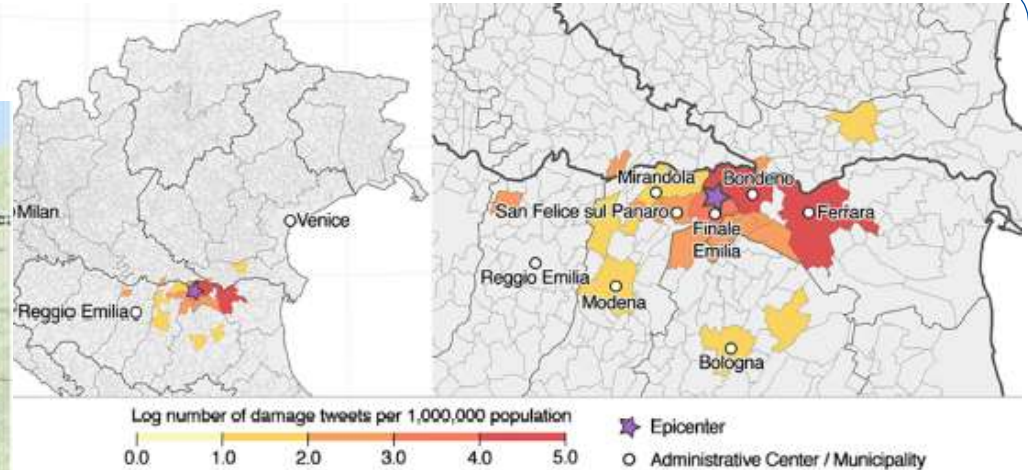 Milan
Venice
Reggio Emilia
Mirandola
Bondeno
San Felice sul Panaro
Ferrara
Finale
Emilia
Reggio Emilia
Modena
Bologna
Log number of damage tweets per 1,000,000 population
0.0 1.0 2.0 3.0 4.0 5.0
Epicenter
Administrative Center / Municipality